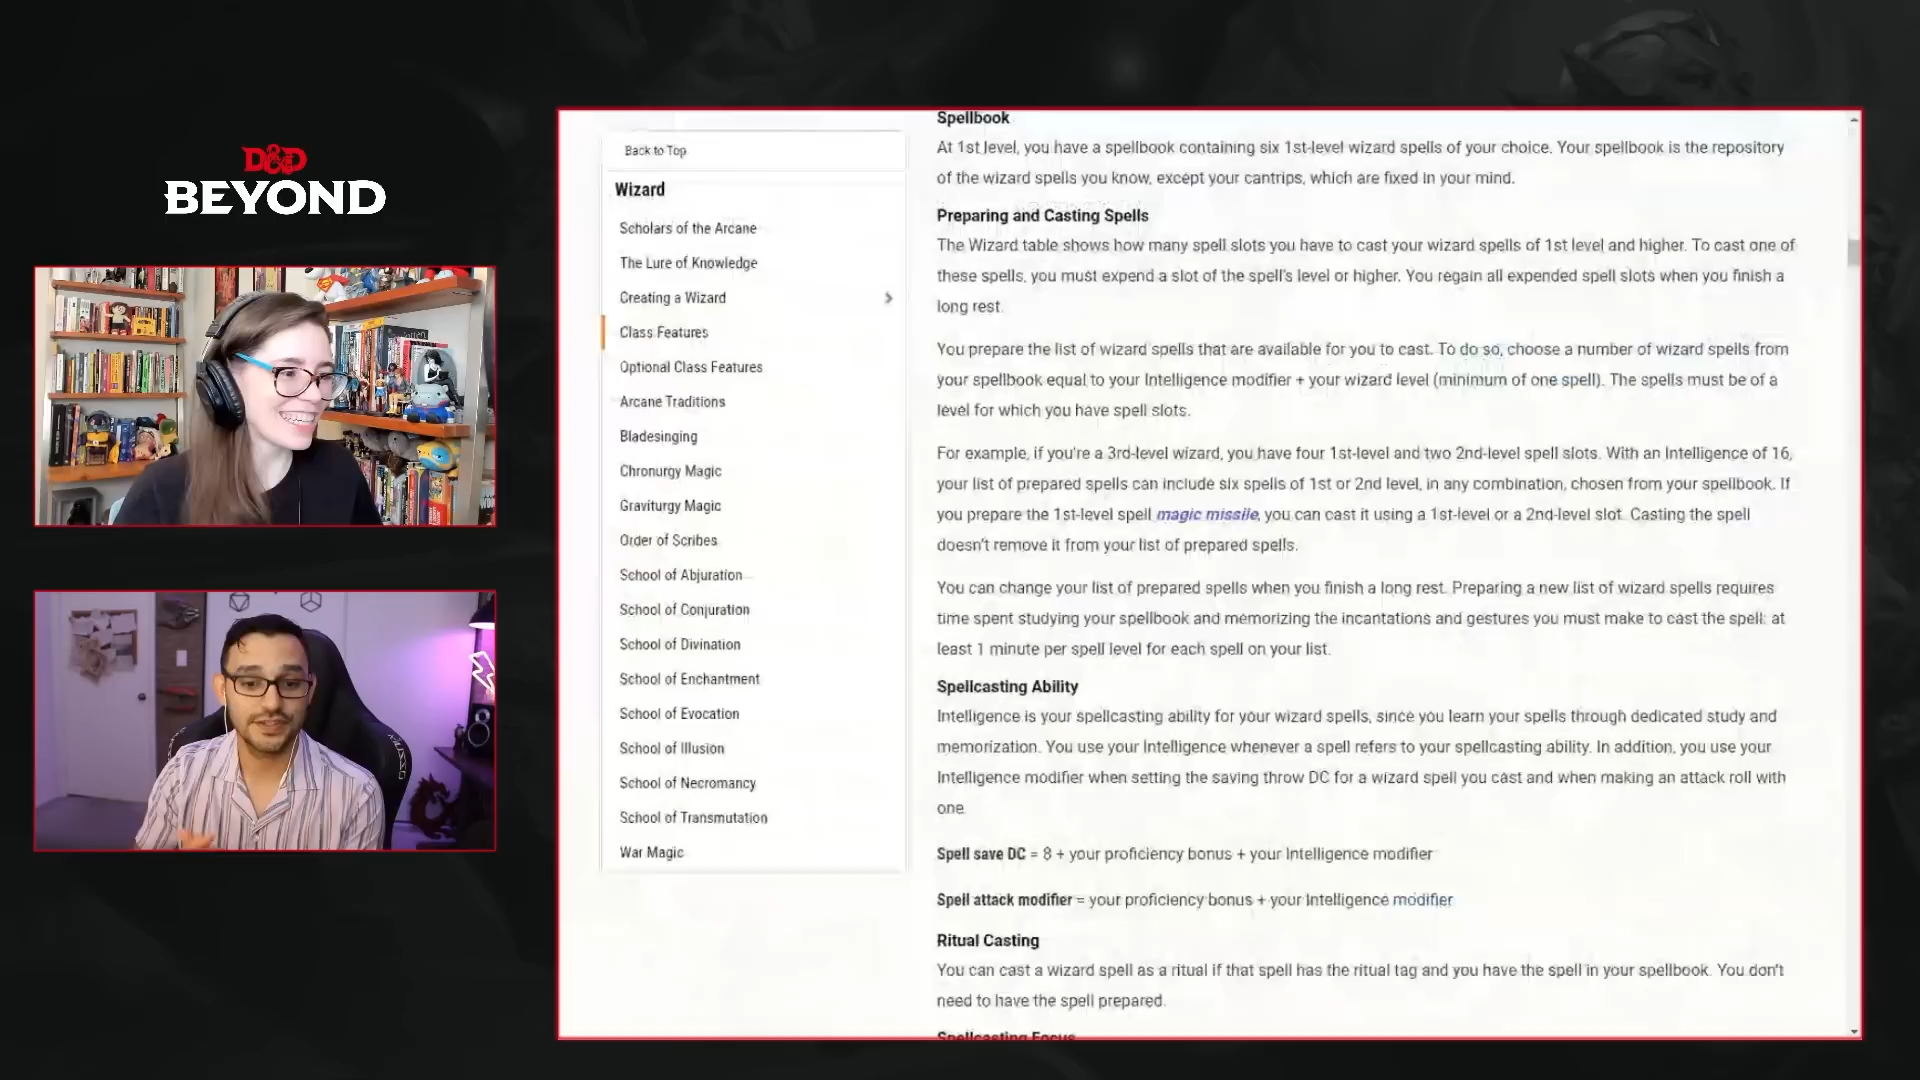 D&D
BEYOND
Back to Top
Wizard
Scholars of the Arcane
The Lure of Knowledge
Creating a Wizard
Class Features
Optional Class Features
Arcane Traditions
Bladesinging
Chronurgy Magic
Graviturgy Magic
Order of Scribes
School of Abjuration
School of Conjuration
School of Divination
School of Enchantment
School of Evocation
School of Illusion
School of Necromancy
School of Transmutation
War Magic
Spellbook
At 1st level, you have a spellbook containing six 1st-level wizard spells of your choice. Your spellbook is the repository
of the wizard spells you know, except your cantrips, which are fixed in your mind.
Preparing and Casting Spells
The Wizard table shows how many spell slots you have to cast your wizard spells of 1st level and higher. To cast one of
these spells, you must expend a slot of the spell's level or higher. You regain all expended spell slots when you finish a
long rest.
You prepare the list of wizard spells that are available for you to cast. To do so, choose a number of wizard spells from
your spellbook equal to your Intelligence modifier + your wizard level (minimum of one spell). The spells must be of a
level for which you have spell slots.
For example, if you're a 3rd-level wizard, you have four 1st-level and two 2nd-level spell slots. With an Intelligence of 16,
your list of prepared spells can include six spells of 1st or 2nd level, in any combination, chosen from your spellbook. If
you prepare the 1st-level spell magic missile, you can cast it using a 1st-level or a 2nd-level slot. Casting the spell
doesn't remove it from your list of prepared spells.
You can change your list of prepared spells when you finish a long rest. Preparing a new list of wizard spells requires
time spent studying your spellbook and memorizing the incantations and gestures you must make to cast the spell: at
least 1 minute per spell level for each spell on your list.
Spellcasting Ability
Intelligence is your spellcasting ability for your wizard spells, since you learn your spells through dedicated study and
memorization. You use your Intelligence whenever a spell refers to your spellcasting ability. In addition, you use your
Intelligence modifier when setting the saving throw DC for a wizard spell you cast and when making an attack roll with
one.
Spell save DC = 8 + your proficiency bonus + your Intelligence modifier
Spell attack modifier = your proficiency bonus + your Intelligence modifier
Ritual Casting
You can cast a wizard spell as a ritual if that spell has the ritual tag and you have the spell in your spellbook. You don't
need to have the spell prepared.
Spellcasting Focus